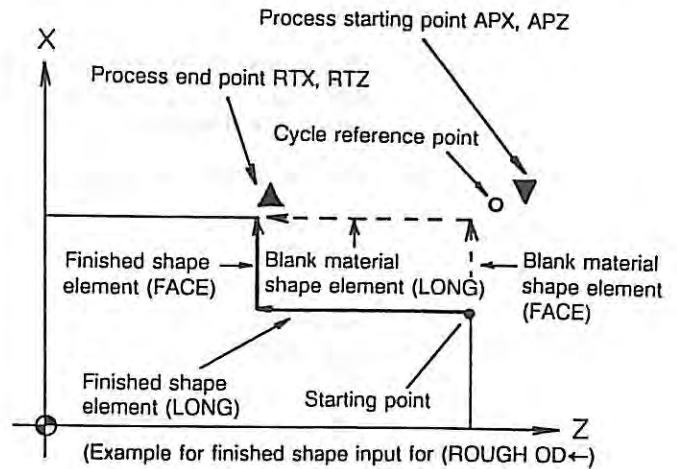 Process starting point APX, APZ
X
Process end point RTX, RTZ
Cycle reference point
Finished shape
element (FACE)
Blank material
shape element (LONG)
Blank material
shape element
(FACE)
Finished shape
element (LONG)
Starting point
Z
(Example for finished shape input for (ROUGH OD←)